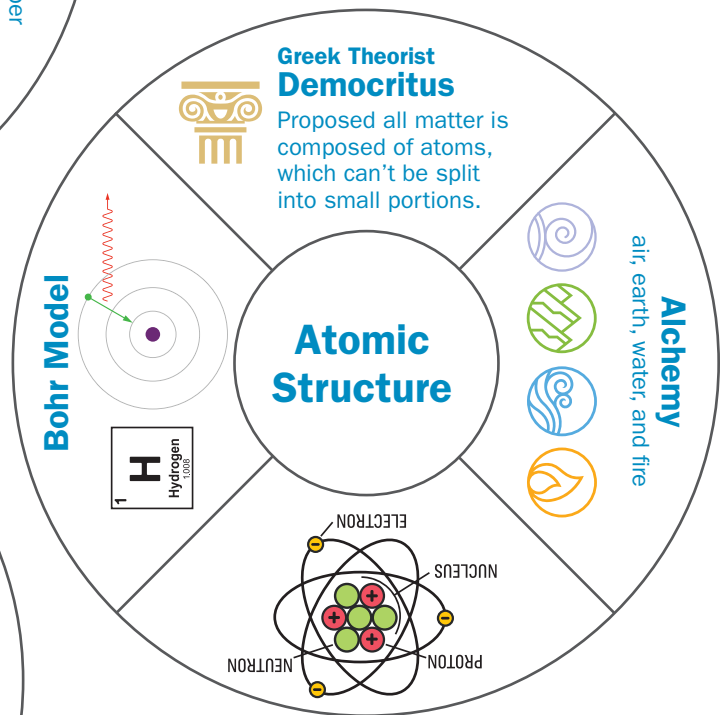 Greek Theorist
Democritus
Proposed all matter is
composed of atoms,
which can't be split
into small portions.
Alchemy
air, earth, water, and fire
Atomic
Structure
Bohr Model
1
H
Hydrogen
1.008
ELECTRON
NUCLEUS
PROTON
NEUTRON
+
+
+
−
−
−